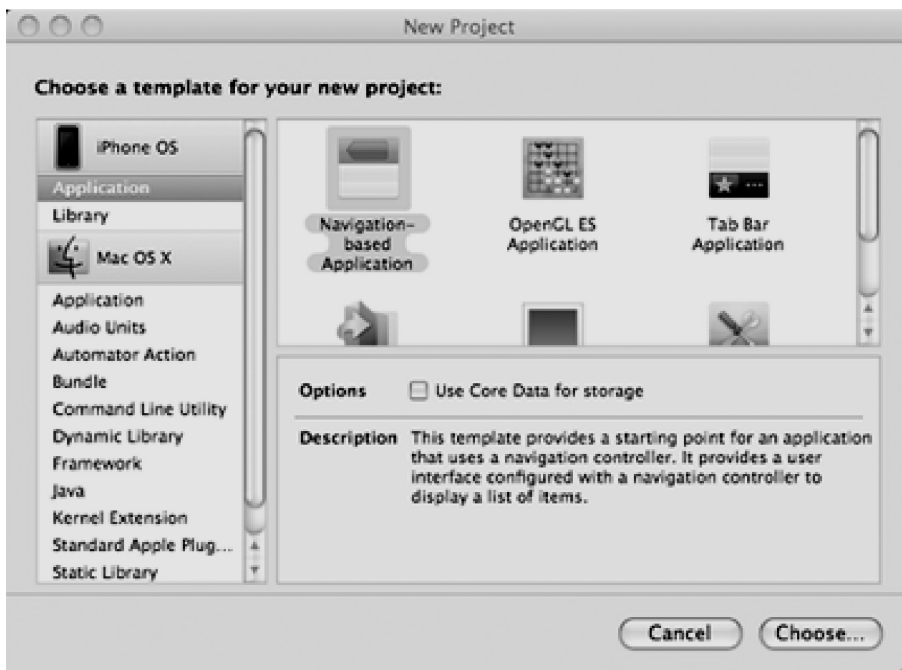 New Project
Choose a template for your new project:
iPhone OS
Application
Library
Mac OS X
Application
Audio Units
Automator Action
Bundle
Command Line Utility
Dynamic Library
Framework
Java
Kernel Extension
Standard Apple Plug...
Static Library
Navigation-
based
Application
OpenGL ES
Application
Tab Bar
Application
Options
Use Core Data for storage
Description
This template provides a starting point for an application
that uses a navigation controller. It provides a user
interface configured with a navigation controller to
display a list of items.
Cancel
Choose...